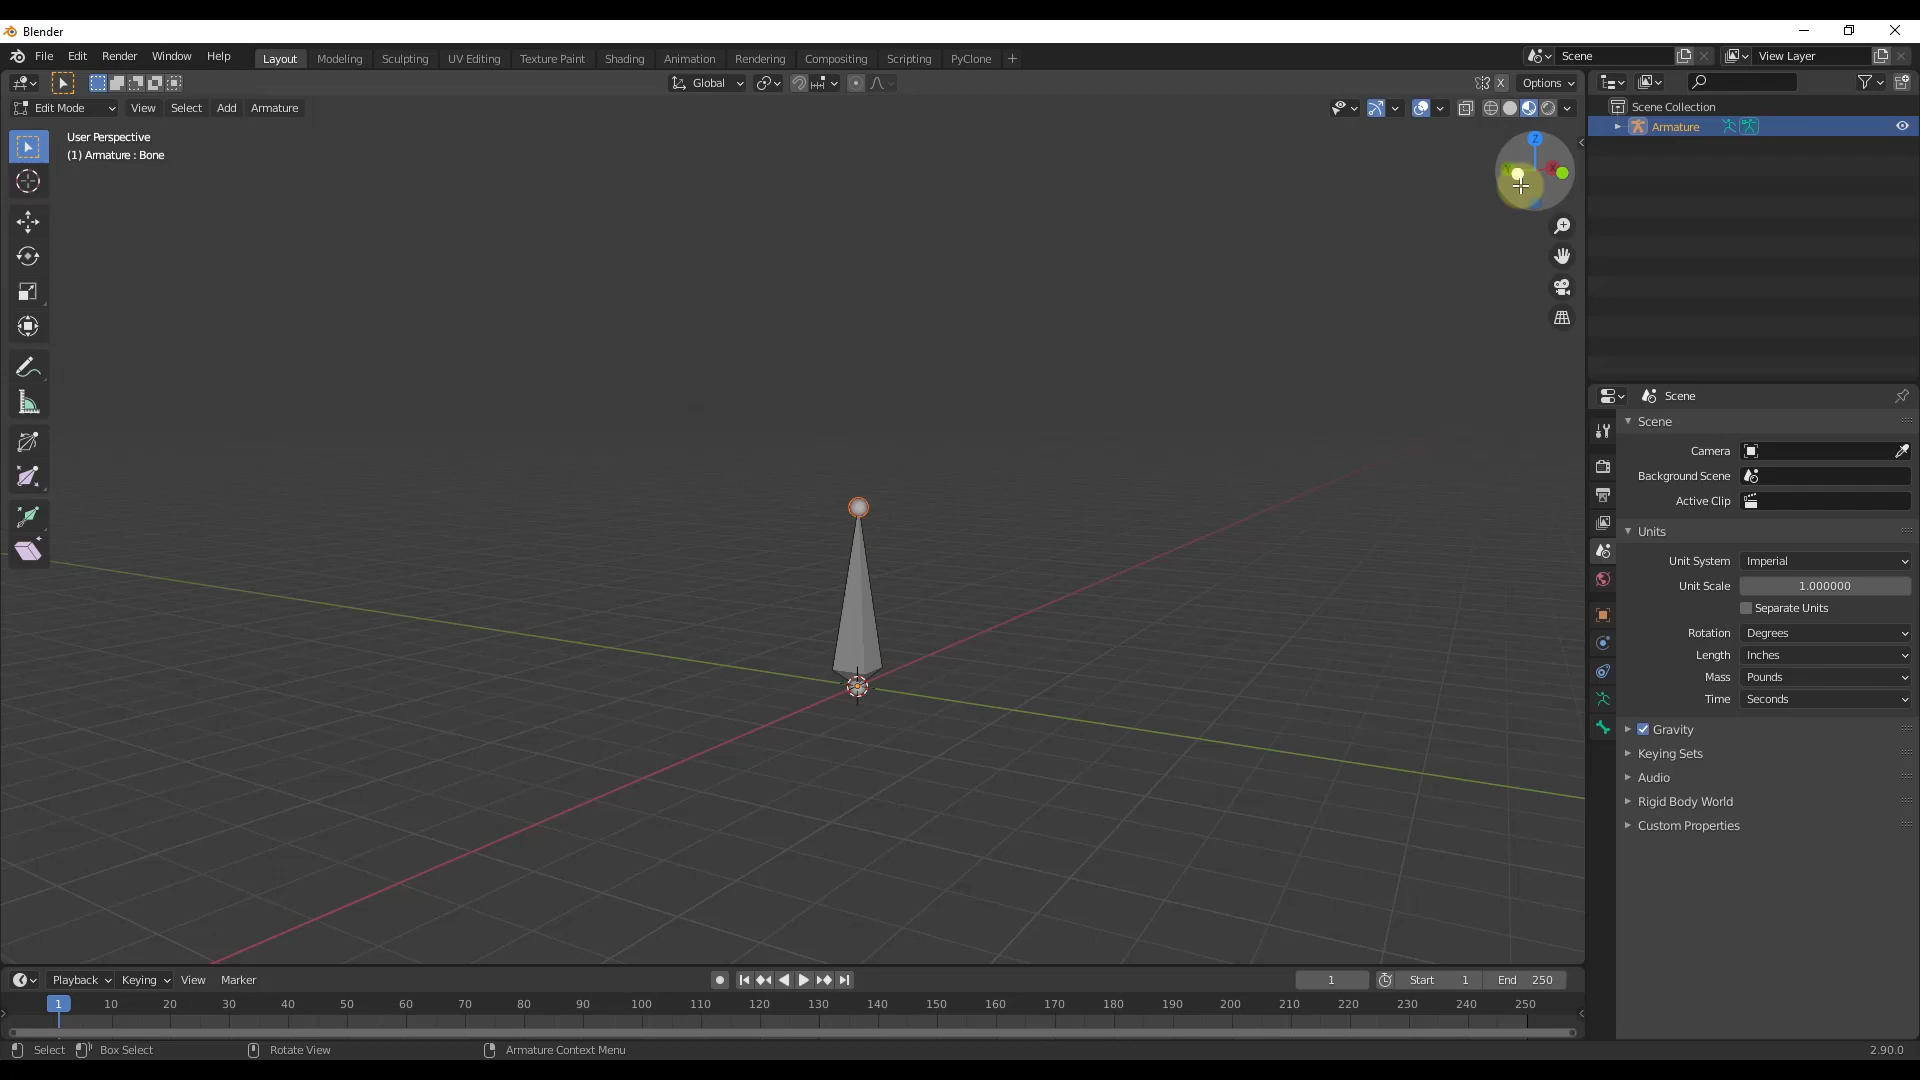 Blender
File Edit Render Window Help Layout Modeling Sculpting UV Editing Texture Paint Shading Animation Rendering Compositing Scripting PyClone + Scene View Layer
Global X Options
Edit Mode View Select Add Armature
Scene Collection
Armature
User Perspective
(1) Armature : Bone
Z
Y X
Scene
Scene
Camera
Background Scene
Active Clip
Units
Unit System Imperial
Unit Scale 1.000000
Separate Units
Rotation Degrees
Length Inches
Mass Pounds
Time Seconds
Gravity
Keying Sets
Audio
Rigid Body World
Custom Properties
Playback Keying View Marker 1 Start 1 End 250
1 10 20 30 40 50 60 70 80 90 100 110 120 130 140 150 160 170 180 190 200 210 220 230 240 250
Select Box Select Rotate View Armature Context Menu 2.90.0